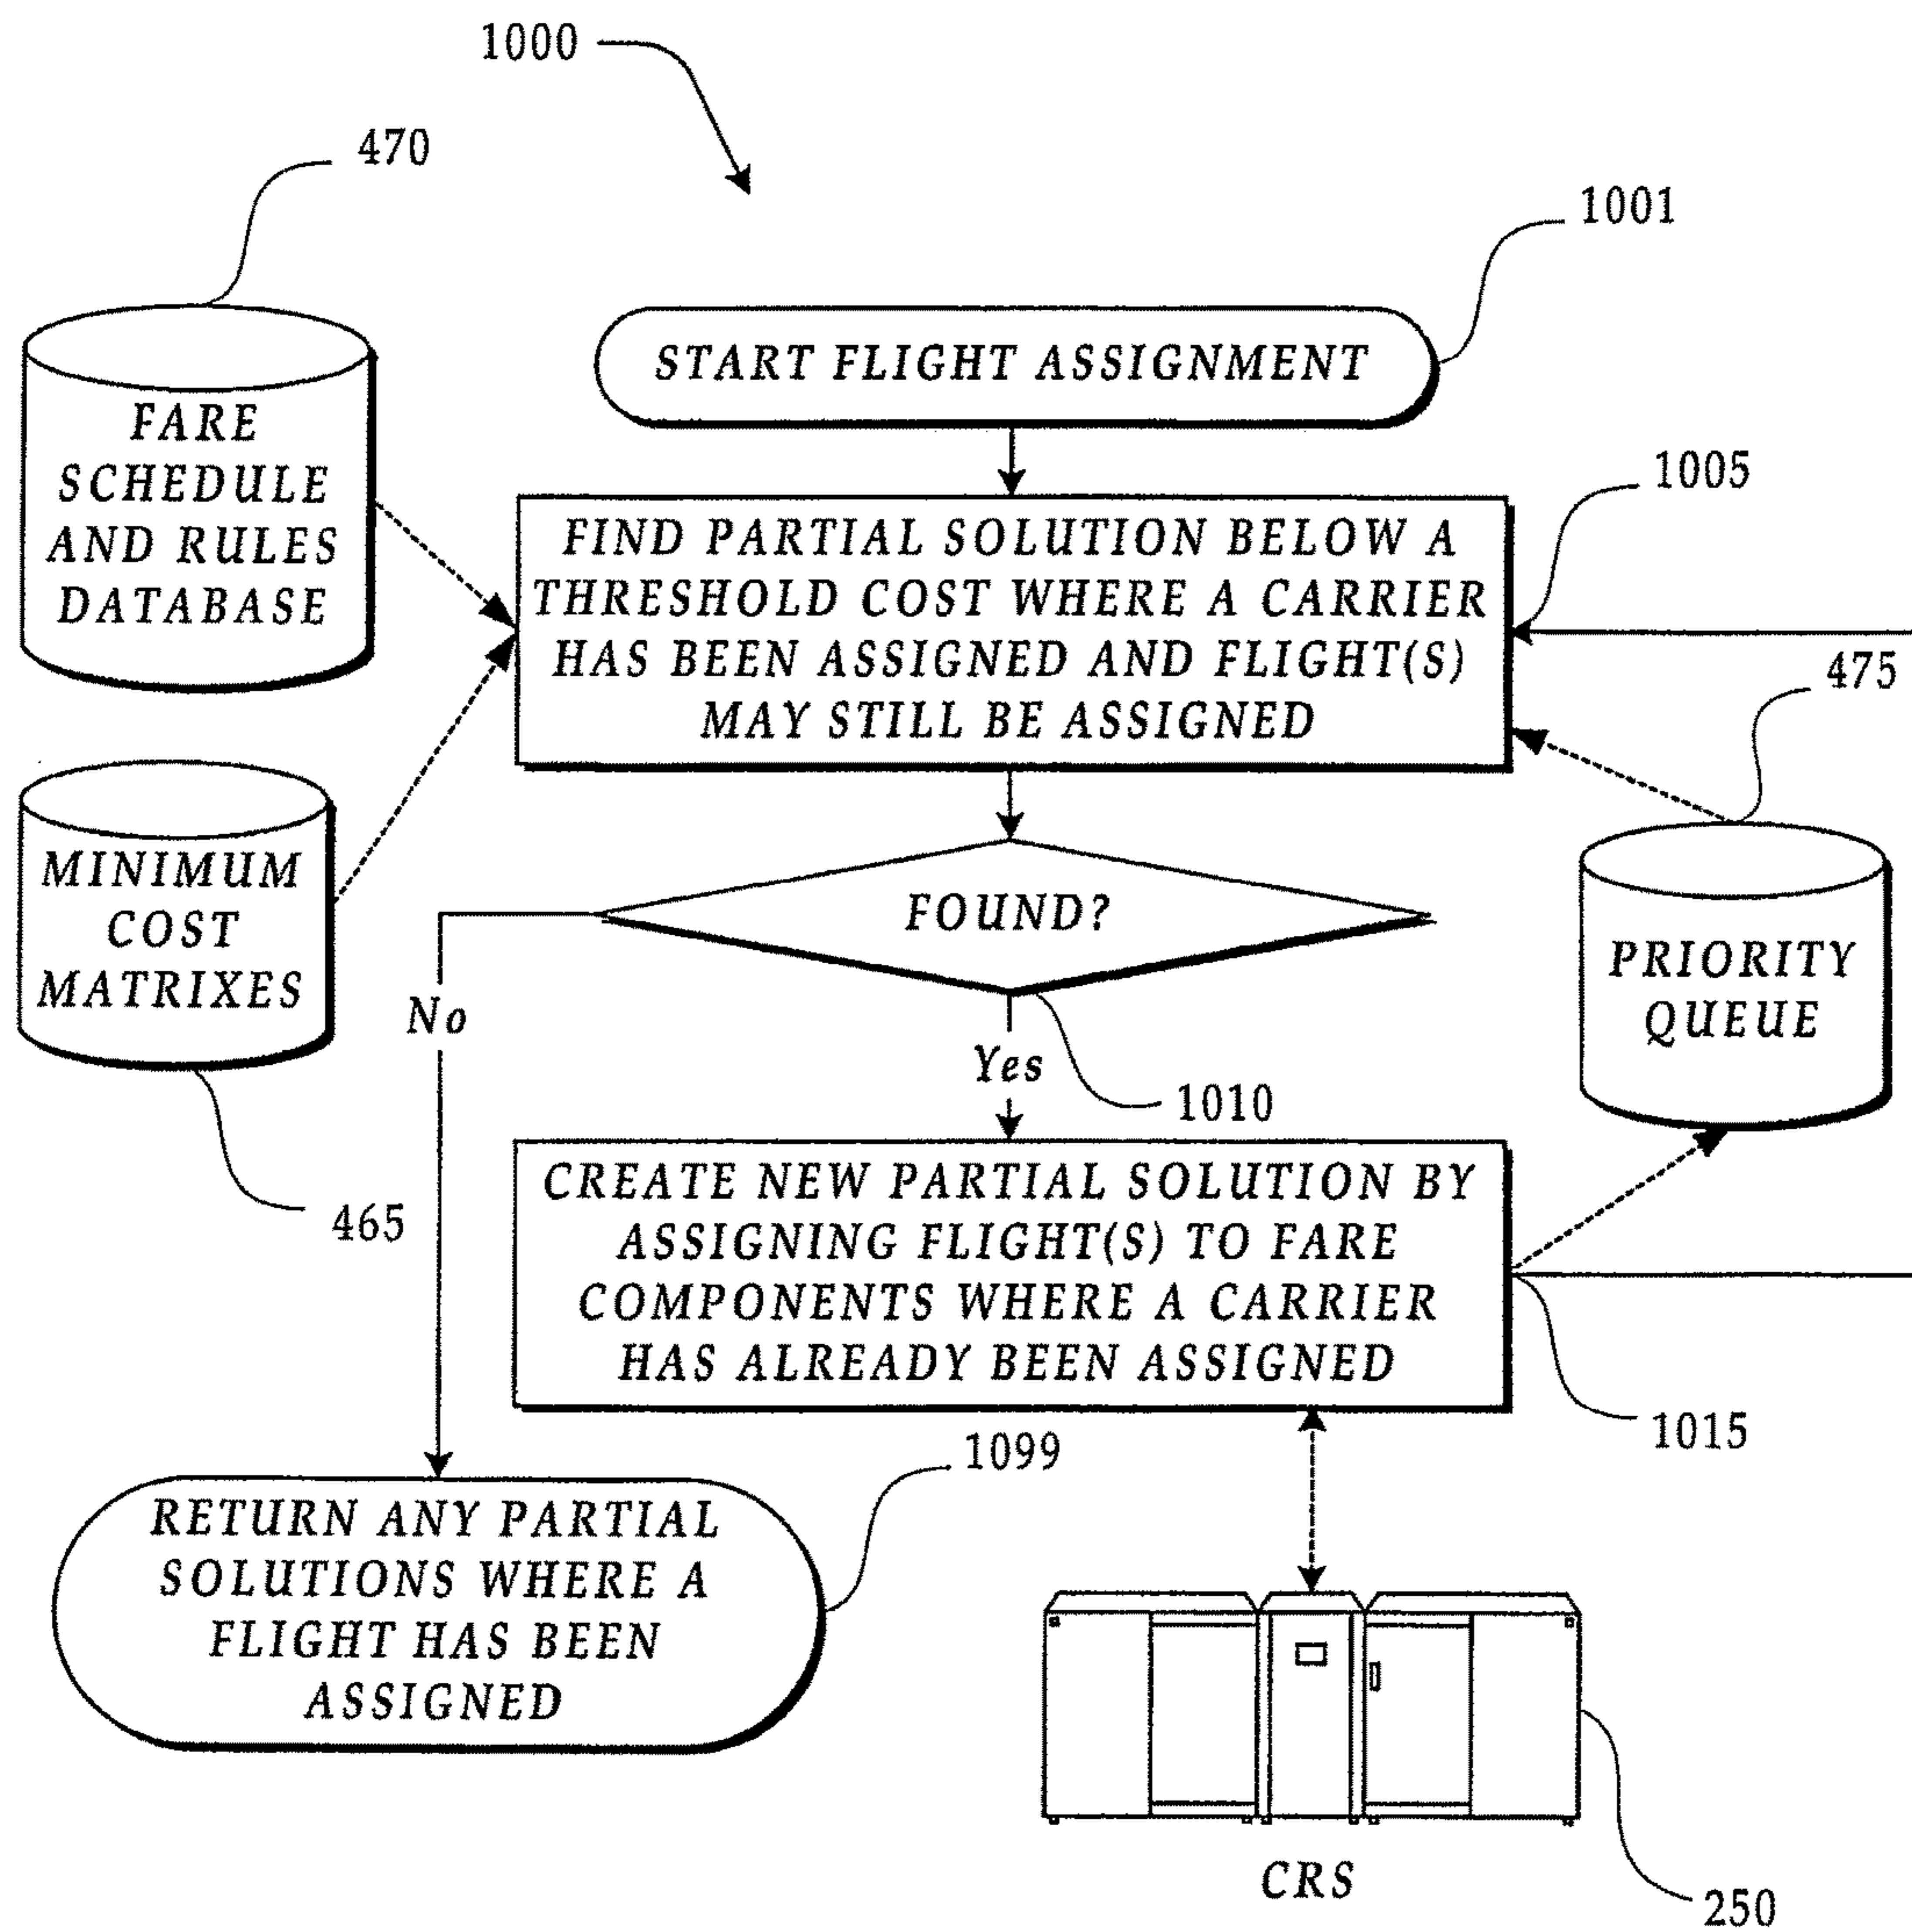 1000
470
1001
START FLIGHT ASSIGNMENT
FARE
SCHEDULE
AND RULES
DATABASE
1005
FIND PARTIAL SOLUTION BELOW A
THRESHOLD COST WHERE A CARRIER
HAS BEEN ASSIGNED AND FLIGHT(S)
MAY STILL BE ASSIGNED
475
MINIMUM
COST
MATRIXES
FOUND?
PRIORITY
QUEUE
No
Yes
1010
465
CREATE NEW PARTIAL SOLUTION BY
ASSIGNING FLIGHT(S) TO FARE
COMPONENTS WHERE A CARRIER
HAS ALREADY BEEN ASSIGNED
1015
1099
RETURN ANY PARTIAL
SOLUTIONS WHERE A
FLIGHT HAS BEEN
ASSIGNED
CRS
250